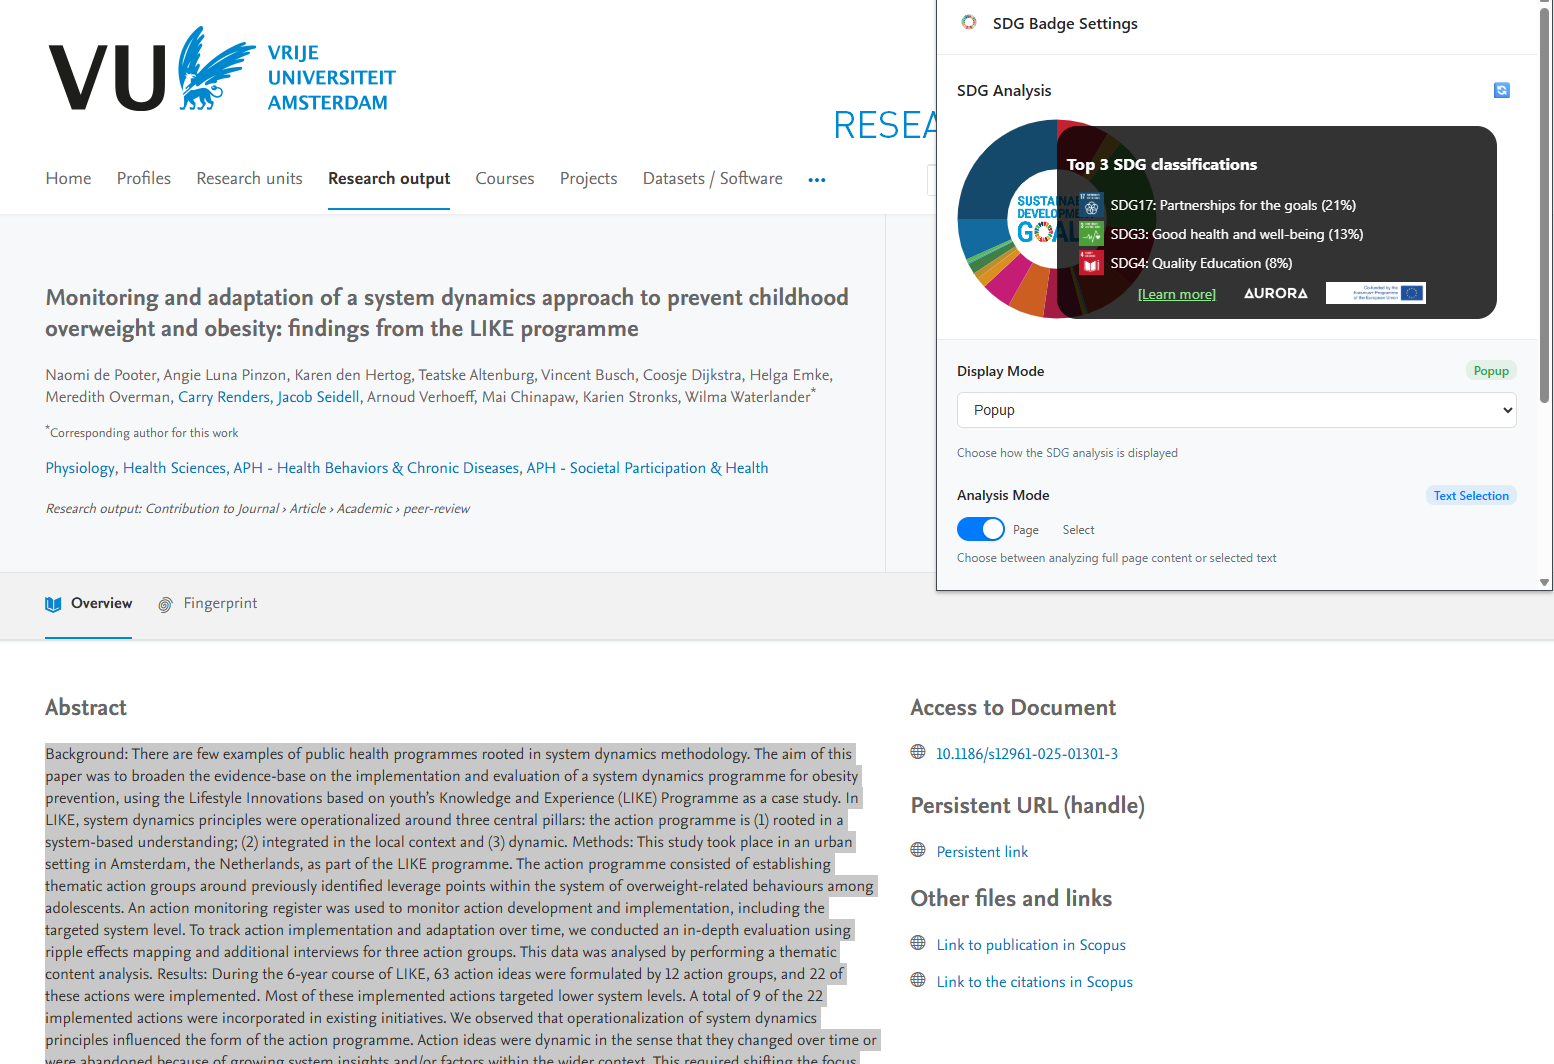 VU VRIJE
UNIVERSITEIT
AMSTERDAM
RESEA
Home Profiles Research units Research output Courses Projects Datasets / Software •••
Monitoring and adaptation of a system dynamics approach to prevent childhood
overweight and obesity: findings from the LIKE programme
Naomi de Pooter, Angie Luna Pinzon, Karen den Hertog, Teatske Altenburg, Vincent Busch, Coosje Dijkstra, Helga Emke,
Meredith Overman, Carry Renders, Jacob Seidell, Arnoud Verhoeff, Mai Chinapaw, Karien Stronks, Wilma Waterlander*
*Corresponding author for this work
Physiology, Health Sciences, APH - Health Behaviors & Chronic Diseases, APH - Societal Participation & Health
Research output: Contribution to Journal › Article › Academic › peer-review
SDG Badge Settings
SDG Analysis
SUSTAINA
DEVELOPME
GOAL
Top 3 SDG classifications
SDG17: Partnerships for the goals (21%)
SDG3: Good health and well-being (13%)
SDG4: Quality Education (8%)
[Learn more] AURORA Co-funded by the
Erasmus+ Programme
of the European Union
Display Mode Popup
Popup
Choose how the SDG analysis is displayed
Analysis Mode Text Selection
Page Select
Choose between analyzing full page content or selected text
Overview Fingerprint
Abstract
Background: There are few examples of public health programmes rooted in system dynamics methodology. The aim of this
paper was to broaden the evidence-base on the implementation and evaluation of a system dynamics programme for obesity
prevention, using the Lifestyle Innovations based on youth’s Knowledge and Experience (LIKE) Programme as a case study. In
LIKE, system dynamics principles were operationalized around three central pillars: the action programme is (1) rooted in a
system-based understanding; (2) integrated in the local context and (3) dynamic. Methods: This study took place in an urban
setting in Amsterdam, the Netherlands, as part of the LIKE programme. The action programme consisted of establishing
thematic action groups around previously identified leverage points within the system of overweight-related behaviours among
adolescents. An action monitoring register was used to monitor action development and implementation, including the
targeted system level. To track action implementation and adaptation over time, we conducted an in-depth evaluation using
ripple effects mapping and additional interviews for three action groups. This data was analysed by performing a thematic
content analysis. Results: During the 6-year course of LIKE, 63 action ideas were formulated by 12 action groups, and 22 of
these actions were implemented. Most of these implemented actions targeted lower system levels. A total of 9 of the 22
implemented actions were incorporated in existing initiatives. We observed that operationalization of system dynamics
principles influenced the form of the action programme. Action ideas were dynamic in the sense that they changed over time or
were abandoned because of growing system insights and/or factors within the wider context. This required shifting the focus
Access to Document
10.1186/s12961-025-01301-3
Persistent URL (handle)
Persistent link
Other files and links
Link to publication in Scopus
Link to the citations in Scopus